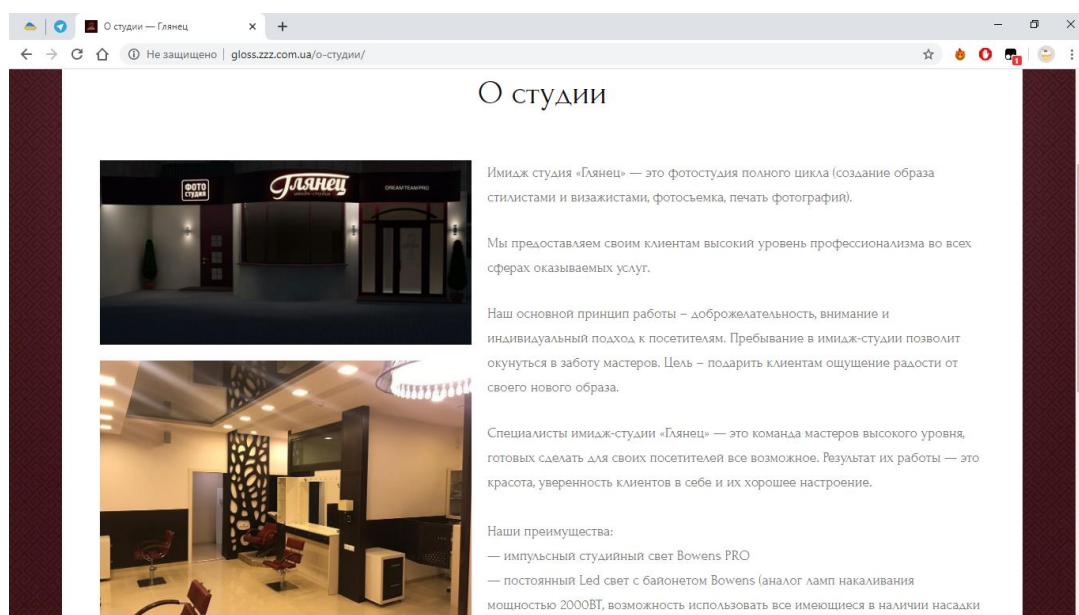 О студии — Глянец
Не защищено
gloss.zzz.com.ua/о-студии/
1
О студии
ФОТО
СТУДИЯ
Глянец
DREAMTEAMPRO
Имидж студия «Глянец» — это фотостудия полного цикла (создание образа
стилистами и визажистами, фотосьемка, печать фотографий).
Мы предоставляем своим клиентам высокий уровень профессионализма во всех
сферах оказываемых услуг.
Наш основной принцип работы – доброжелательность, внимание и
индивидуальный подход к посетителям. Пребывание в имидж-студии позволит
окунуться в заботу мастеров. Цель – подарить клиентам ощущение радости от
своего нового образа.
Специалисты имидж-студии «Глянец» — это команда мастеров высокого уровня,
готовых сделать для своих посетителей все возможное. Результат их работы — это
красота, уверенность клиентов в себе и их хорошее настроение.
Наши преимущества:
— импульсный студийный свет Bowens PRO
— постоянный Led свет с байонетом Bowens (аналог ламп накаливания
мощностью 2000ВТ, возможность использовать все имеющиеся в наличии насадки